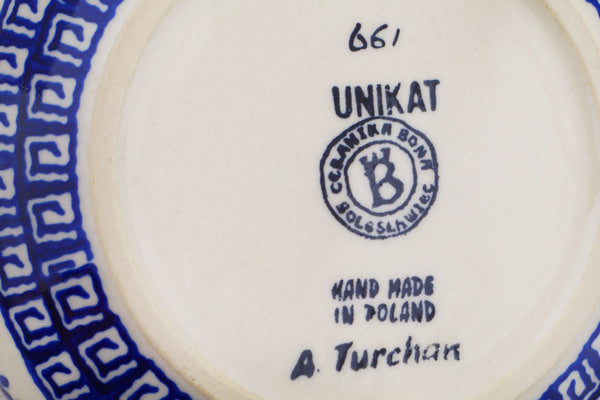 661
UNIKAT
CERAMIKA BONA
B
BOLESŁAWIEC
HAND MADE
IN POLAND
A. Turchan